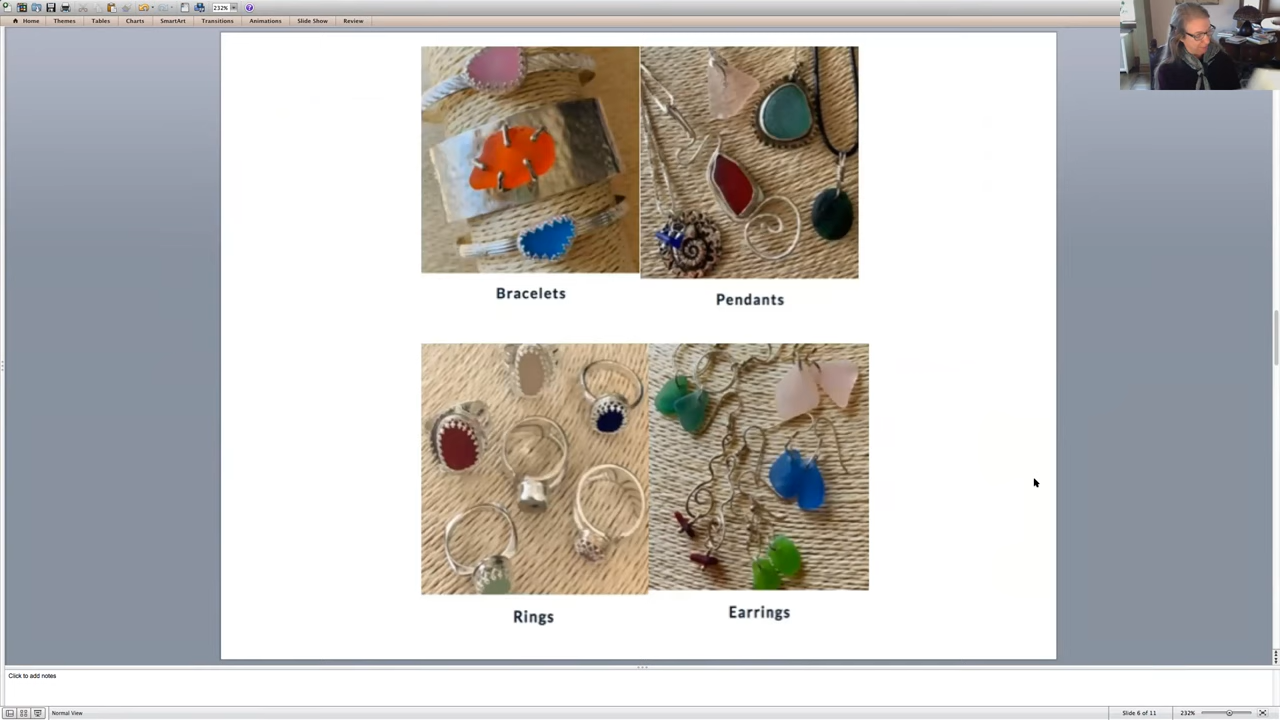 232%
Home Themes Tables Charts SmartArt Transitions Animations Slide Show Review
Bracelets
Pendants
Rings
Earrings
Click to add notes
Normal View
Slide 6 of 11
232%